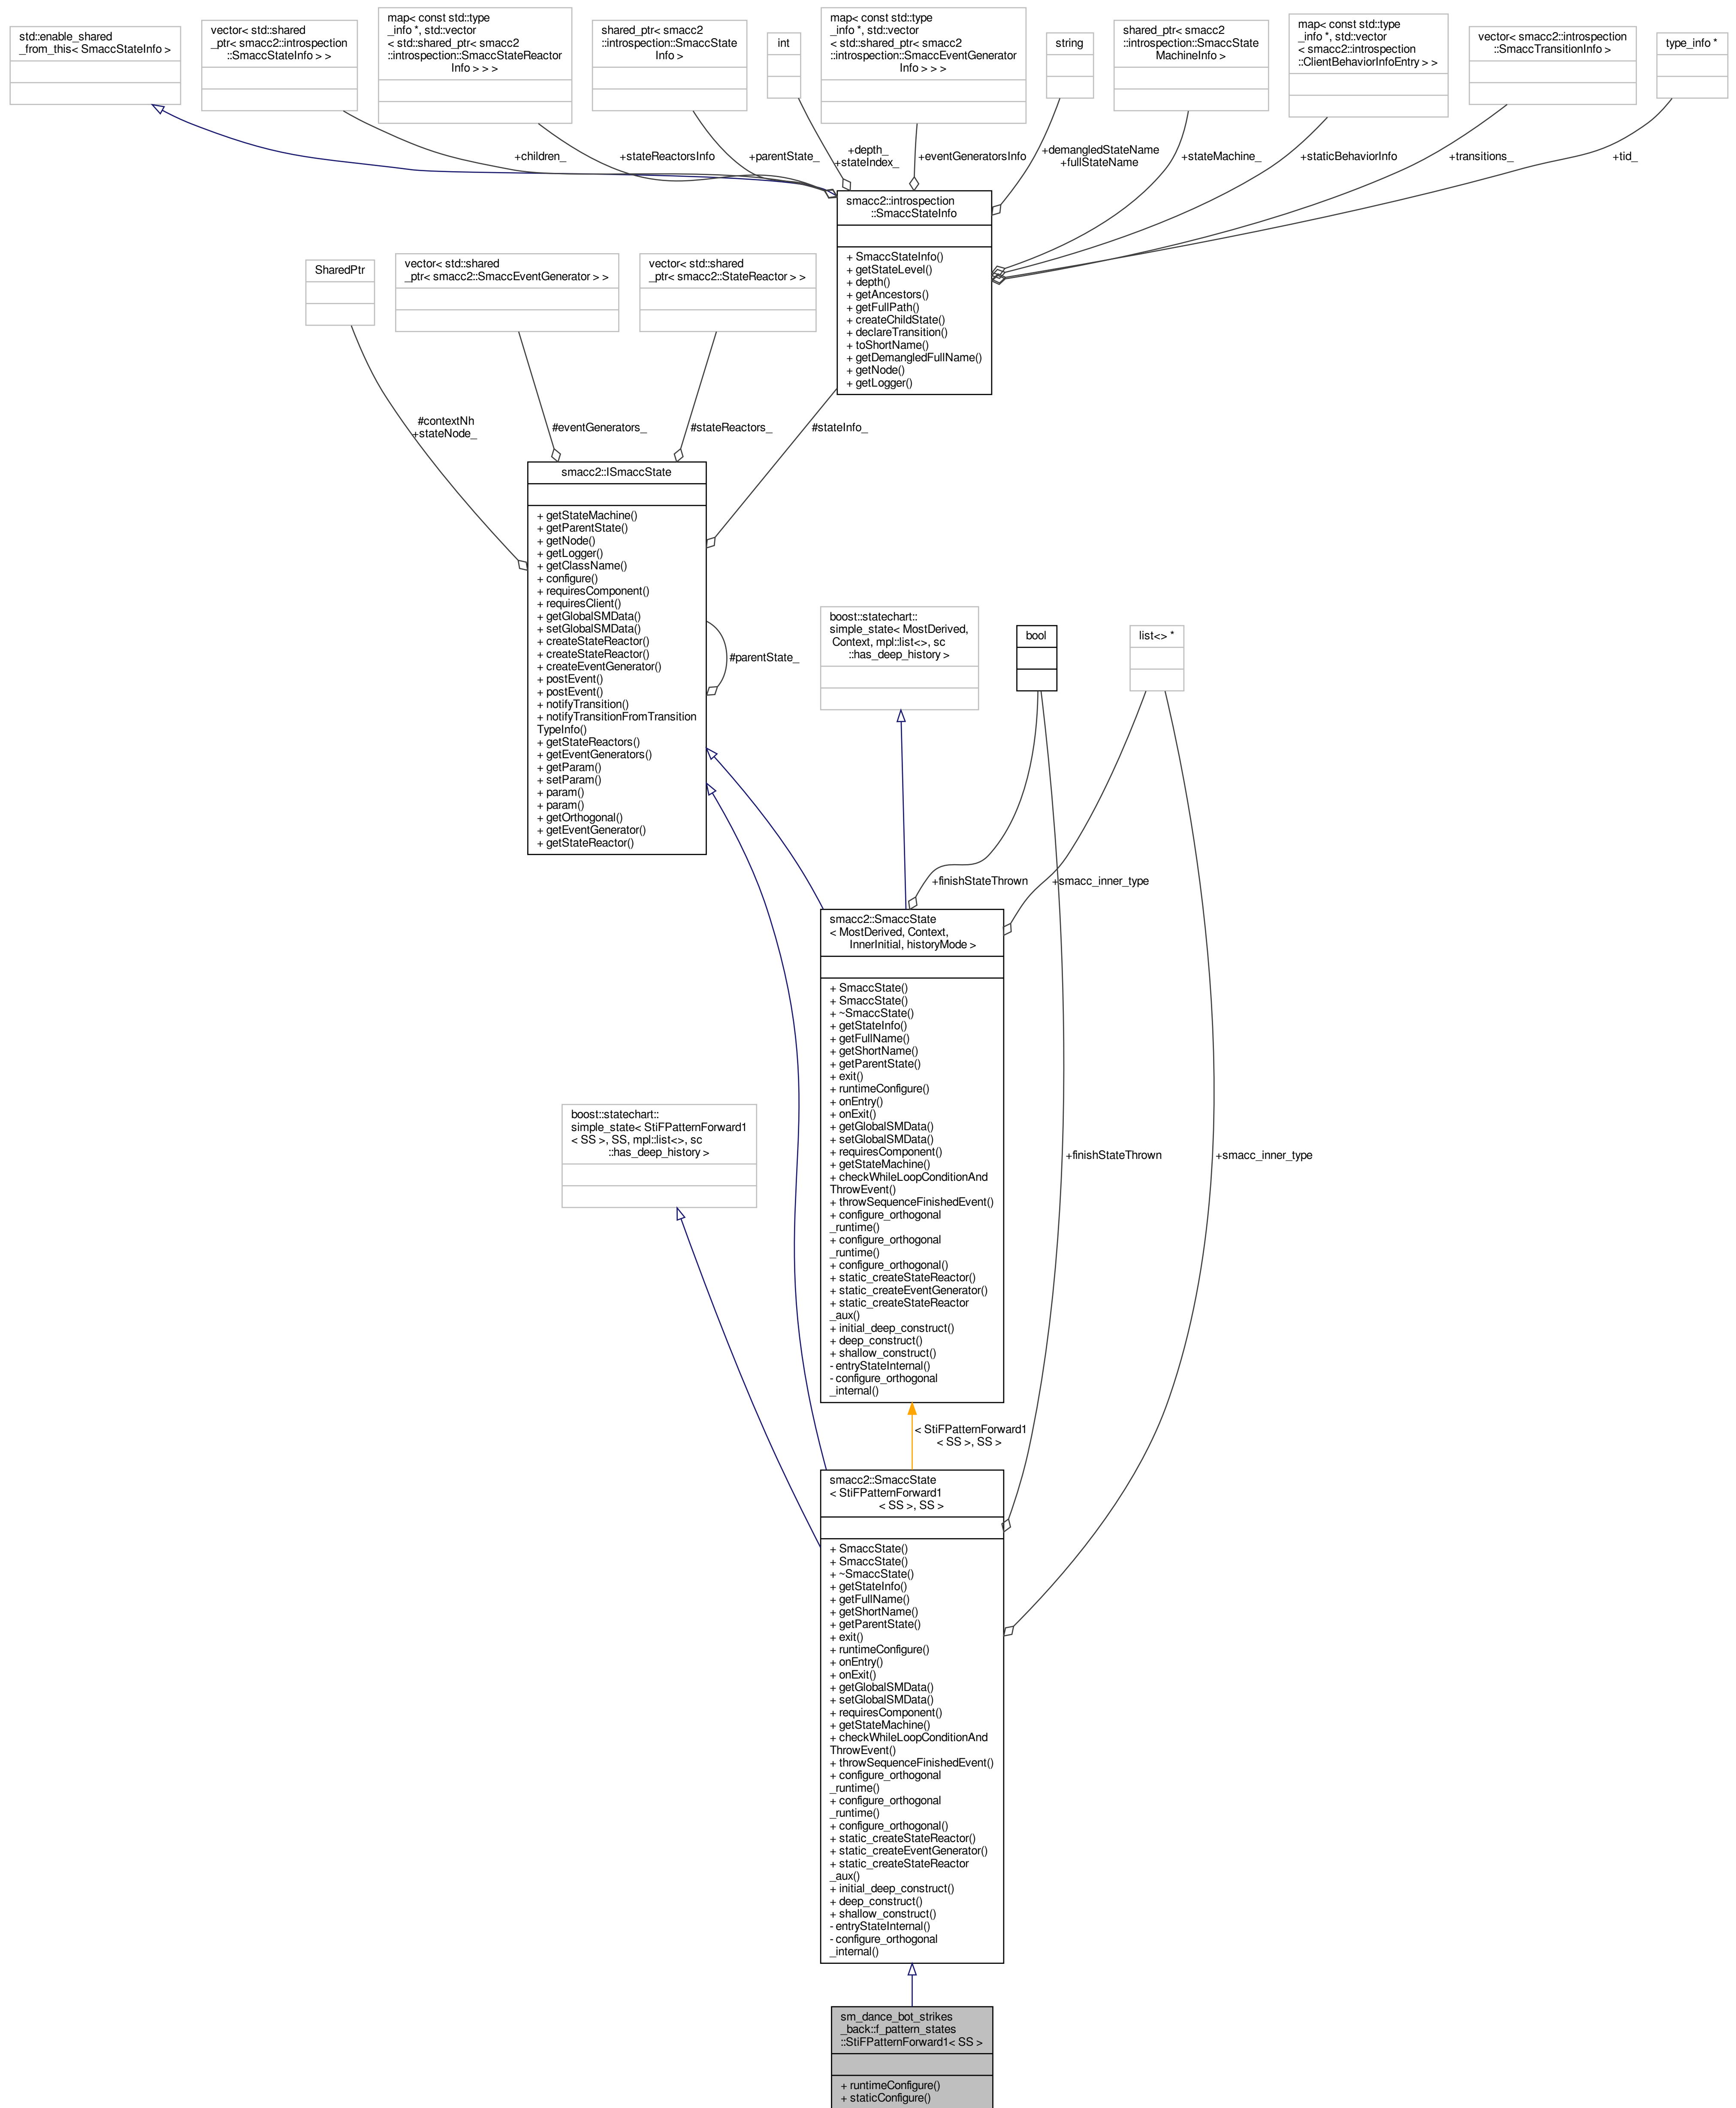 std::enable_shared
_from_this< SmaccStateInfo >
vector< std::shared
_ptr< smacc2::introspection
::SmaccStateInfo > >
map< const std::type
_info *, std::vector
< std::shared_ptr< smacc2
::introspection::SmaccStateReactor
Info > > >
shared_ptr< smacc2
::introspection::SmaccState
Info >
int
map< const std::type
_info *, std::vector
< std::shared_ptr< smacc2
::introspection::SmaccEventGenerator
Info > > >
string
shared_ptr< smacc2
::introspection::SmaccState
MachineInfo >
map< const std::type
_info *, std::vector
< smacc2::introspection
::ClientBehaviorInfoEntry > >
vector< smacc2::introspection
::SmaccTransitionInfo >
type_info *
+children_
+stateReactorsInfo
+parentState_
+depth_
+stateIndex_
+eventGeneratorsInfo
+demangledStateName
+fullStateName
+stateMachine_
+staticBehaviorInfo
+transitions_
+tid_
smacc2::introspection
::SmaccStateInfo
+ SmaccStateInfo()
+ getStateLevel()
+ depth()
+ getAncestors()
+ getFullPath()
+ createChildState()
+ declareTransition()
+ toShortName()
+ getDemangledFullName()
+ getNode()
+ getLogger()
SharedPtr
vector< std::shared
_ptr< smacc2::SmaccEventGenerator > >
vector< std::shared
_ptr< smacc2::StateReactor > >
#contextNh
+stateNode_
#eventGenerators_
#stateReactors_
#stateInfo_
smacc2::ISmaccState
+ getStateMachine()
+ getParentState()
+ getNode()
+ getLogger()
+ getClassName()
+ configure()
+ requiresComponent()
+ requiresClient()
+ getGlobalSMData()
+ setGlobalSMData()
+ createStateReactor()
+ createStateReactor()
+ createEventGenerator()
+ postEvent()
+ postEvent()
+ notifyTransition()
+ notifyTransitionFromTransition
TypeInfo()
+ getStateReactors()
+ getEventGenerators()
+ getParam()
+ setParam()
+ param()
+ param()
+ getOrthogonal()
+ getEventGenerator()
+ getStateReactor()
#parentState_
boost::statechart::
simple_state< MostDerived,
Context, mpl::list<>, sc
::has_deep_history >
bool
list<> *
+finishStateThrown
+smacc_inner_type
smacc2::SmaccState
< MostDerived, Context,
InnerInitial, historyMode >
+ SmaccState()
+ SmaccState()
+ ~SmaccState()
+ getStateInfo()
+ getFullName()
+ getShortName()
+ getParentState()
+ exit()
+ runtimeConfigure()
+ onEntry()
+ onExit()
+ getGlobalSMData()
+ setGlobalSMData()
+ requiresComponent()
+ getStateMachine()
+ checkWhileLoopConditionAnd
ThrowEvent()
+ throwSequenceFinishedEvent()
+ configure_orthogonal
_runtime()
+ configure_orthogonal
_runtime()
+ configure_orthogonal()
+ static_createStateReactor()
+ static_createEventGenerator()
+ static_createStateReactor
_aux()
+ initial_deep_construct()
+ deep_construct()
+ shallow_construct()
- entryStateInternal()
- configure_orthogonal
_internal()
boost::statechart::
simple_state< StiFPatternForward1
< SS >, SS, mpl::list<>, sc
::has_deep_history >
+finishStateThrown
+smacc_inner_type
< StiFPatternForward1
< SS >, SS >
smacc2::SmaccState
< StiFPatternForward1
< SS >, SS >
+ SmaccState()
+ SmaccState()
+ ~SmaccState()
+ getStateInfo()
+ getFullName()
+ getShortName()
+ getParentState()
+ exit()
+ runtimeConfigure()
+ onEntry()
+ onExit()
+ getGlobalSMData()
+ setGlobalSMData()
+ requiresComponent()
+ getStateMachine()
+ checkWhileLoopConditionAnd
ThrowEvent()
+ throwSequenceFinishedEvent()
+ configure_orthogonal
_runtime()
+ configure_orthogonal
_runtime()
+ configure_orthogonal()
+ static_createStateReactor()
+ static_createEventGenerator()
+ static_createStateReactor
_aux()
+ initial_deep_construct()
+ deep_construct()
+ shallow_construct()
- entryStateInternal()
- configure_orthogonal
_internal()
sm_dance_bot_strikes
_back::f_pattern_states
::StiFPatternForward1< SS >
+ runtimeConfigure()
+ staticConfigure()